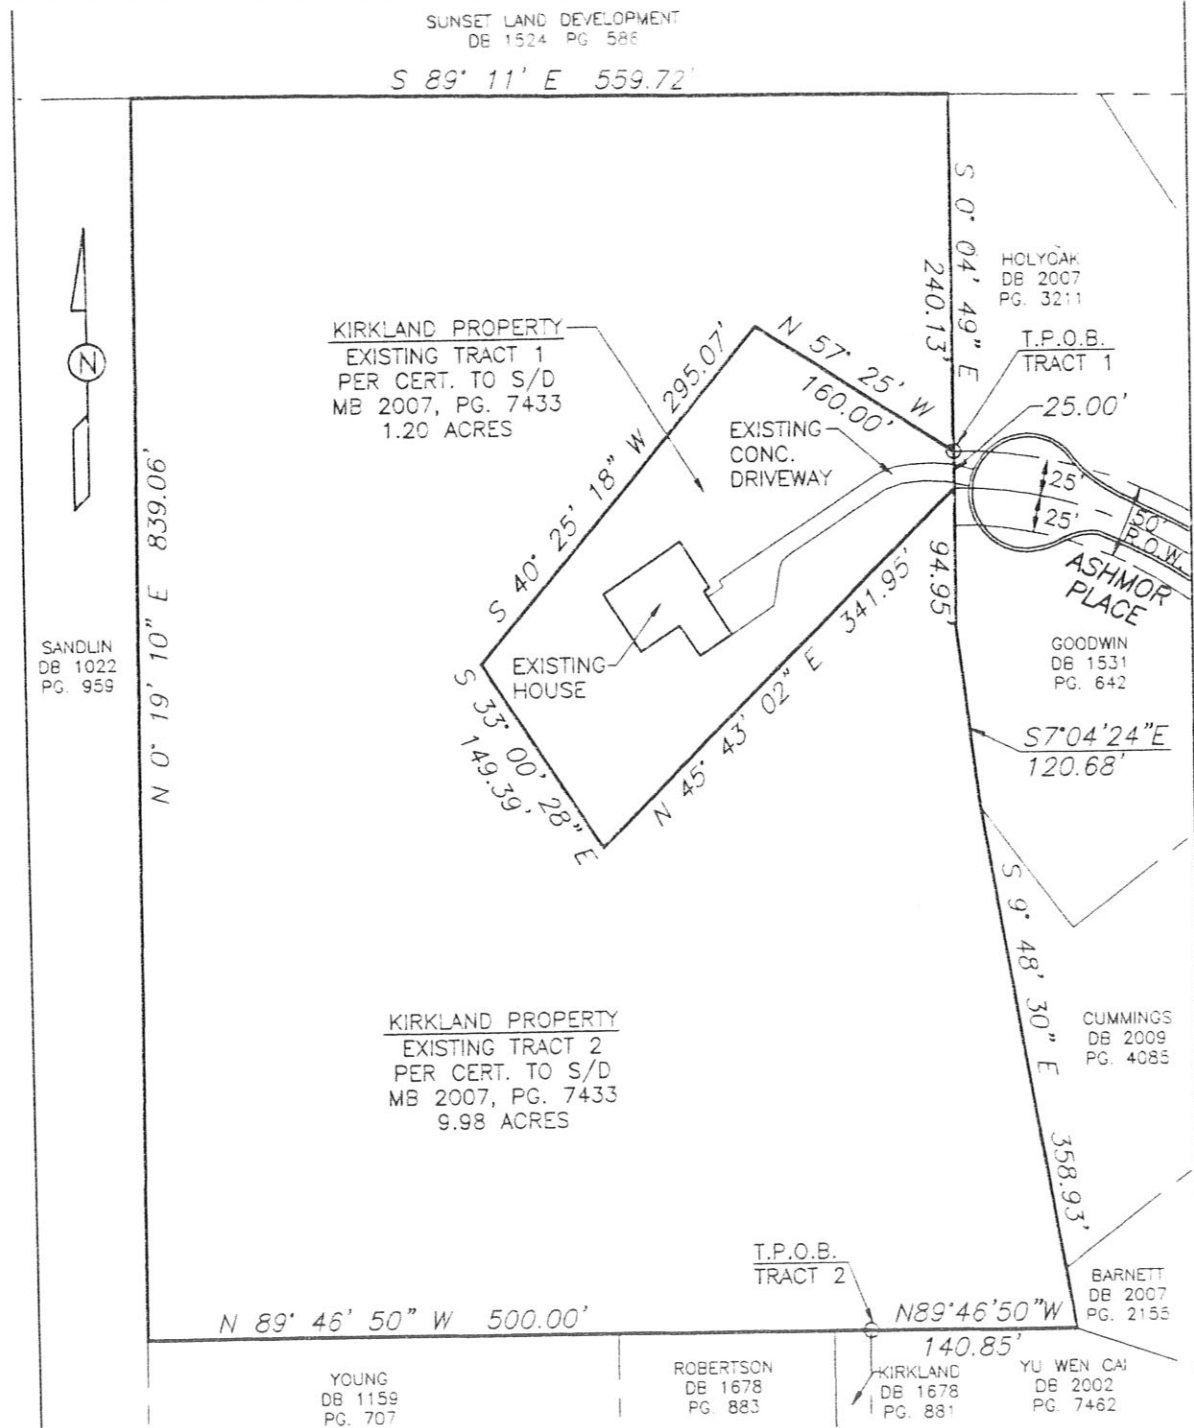 SUNSET LAND DEVELOPMENT
DB 1524 PG 586
S 89° 11' E 559.72'
S 0° 04' 49" E
240.13'
HOLYOAK
DB 2007
PG. 3211
T.P.O.B.
TRACT 1
25.00'
N
KIRKLAND PROPERTY
EXISTING TRACT 1
PER CERT. TO S/D
MB 2007, PG. 7433
1.20 ACRES
N 57° 25' W
160.00'
S 40° 25' 18" W 295.07'
EXISTING
CONC.
DRIVEWAY
25'
25'
50'
R.O.W.
ASHMOR
PLACE
N 0° 19' 10" E 839.06'
94.95'
N 45° 43' 02" E 341.95'
EXISTING
HOUSE
S 33° 00' 28" E
149.39'
SANDLIN
DB 1022
PG. 959
GOODWIN
DB 1531
PG. 642
S7°04'24"E
120.68'
S 9° 48' 30" E 358.93'
KIRKLAND PROPERTY
EXISTING TRACT 2
PER CERT. TO S/D
MB 2007, PG. 7433
9.98 ACRES
CUMMINGS
DB 2009
PG. 4085
T.P.O.B.
TRACT 2
BARNETT
DB 2007
PG. 2155
N 89° 46' 50" W 500.00'
N89°46'50"W
140.85'
YOUNG
DB 1159
PG. 707
ROBERTSON
DB 1678
PG. 883
KIRKLAND
DB 1678
PG. 881
YU WEN CAI
DB 2002
PG. 7462